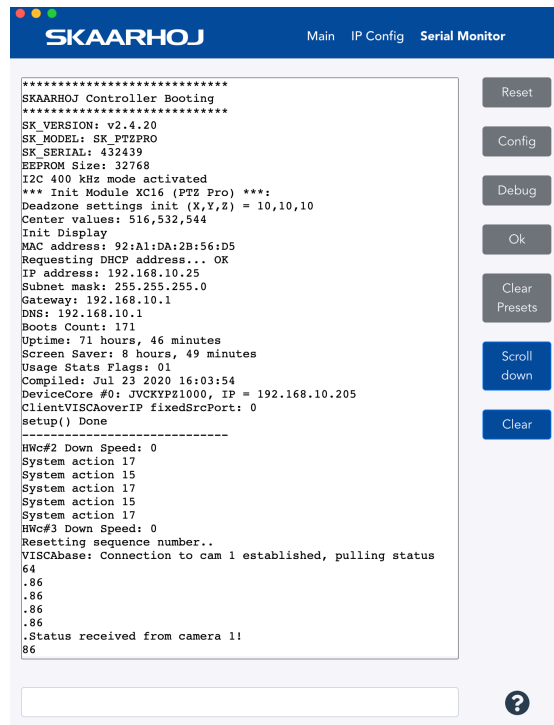 SKAARHOJ
Main IP Config Serial Monitor
*****************************
SKAARHOJ Controller Booting
*****************************
SK_VERSION: v2.4.20
SK_MODEL: SK_PTZPRO
SK_SERIAL: 432439
EEPROM Size: 32768
I2C 400 kHz mode activated
*** Init Module XC16 (PTZ Pro) ***:
Deadzone settings init (X,Y,Z) = 10,10,10
Center values: 516,532,544
Init Display
MAC address: 92:A1:DA:2B:56:D5
Requesting DHCP address... OK
IP address: 192.168.10.25
Subnet mask: 255.255.255.0
Gateway: 192.168.10.1
DNS: 192.168.10.1
Boots Count: 171
Uptime: 71 hours, 46 minutes
Screen Saver: 8 hours, 49 minutes
Usage Stats Flags: 01
Compiled: Jul 23 2020 16:03:54
DeviceCore #0: JVCKYPZ1000, IP = 192.168.10.205
ClientVISCAoverIP fixedSrcPort: 0
setup() Done
-----------------------------
HWc#2 Down Speed: 0
System action 17
System action 15
System action 17
System action 15
System action 17
HWc#3 Down Speed: 0
Resetting sequence number..
VISCAbase: Connection to cam 1 established, pulling status
64
.86
.86
.86
.86
.Status received from camera 1!
86
Reset
Config
Debug
Ok
Clear
Presets
Scroll
down
Clear
?